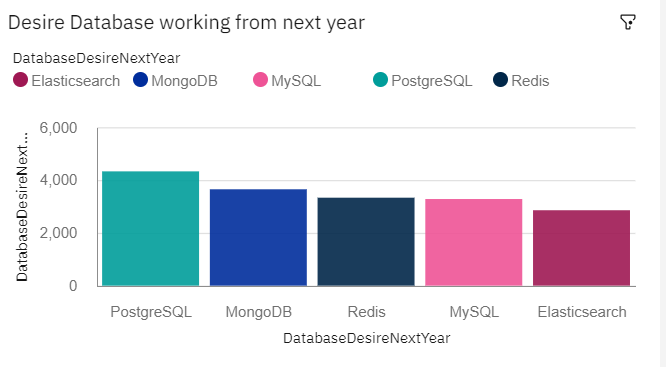 Desire Database working from next year
DatabaseDesireNextYear
Elasticsearch MongoDB MySQL PostgreSQL Redis
DatabaseDesireNext...
6,000
4,000
2,000
0
PostgreSQL MongoDB Redis MySQL Elasticsearch
DatabaseDesireNextYear